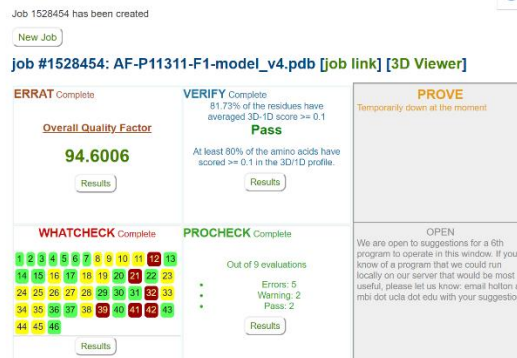 Job 1528454 has been created
New Job
job #1528454: AF-P11311-F1-model_v4.pdb [job link] [3D Viewer]
ERRAT Complete
Overall Quality Factor
94.6006
Results
VERIFY Complete
81.73% of the residues have
averaged 3D-1D score >= 0.1
Pass
At least 80% of the amino acids have
scored >= 0.1 in the 3D/1D profile.
Results
PROVE
Temporarily down at the moment
WHATCHECK Complete
1 2 3 4 5 6 7 8 9 10 11 12 13
14 15 16 17 18 19 20 21 22 23
24 25 26 27 28 29 30 31 32 33
34 35 36 37 38 39 40 41 42 43
44 45 46
Results
PROCHECK Complete
Out of 9 evaluations
• Errors: 5
• Warning: 2
• Pass: 2
Results
OPEN
We are open to suggestions for a 6th
program to operate in this window. If you
know of a program that we could run
locally on our server that would be most
useful, please let us know: email holton a
mbi dot ucla dot edu with your suggestio